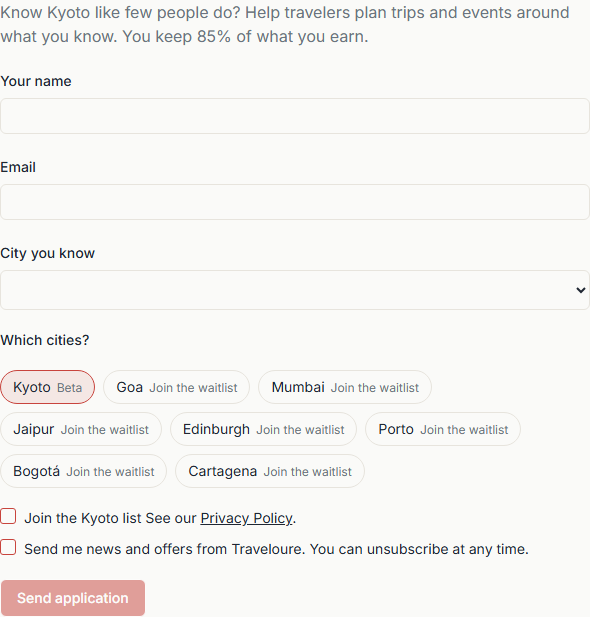 Know Kyoto like few people do? Help travelers plan trips and events around
what you know. You keep 85% of what you earn.
Your name
Email
City you know
Which cities?
Kyoto Beta Goa Join the waitlist Mumbai Join the waitlist
Jaipur Join the waitlist Edinburgh Join the waitlist Porto Join the waitlist
Bogotá Join the waitlist Cartagena Join the waitlist
Join the Kyoto list See our Privacy Policy.
Send me news and offers from Traveloure. You can unsubscribe at any time.
Send application